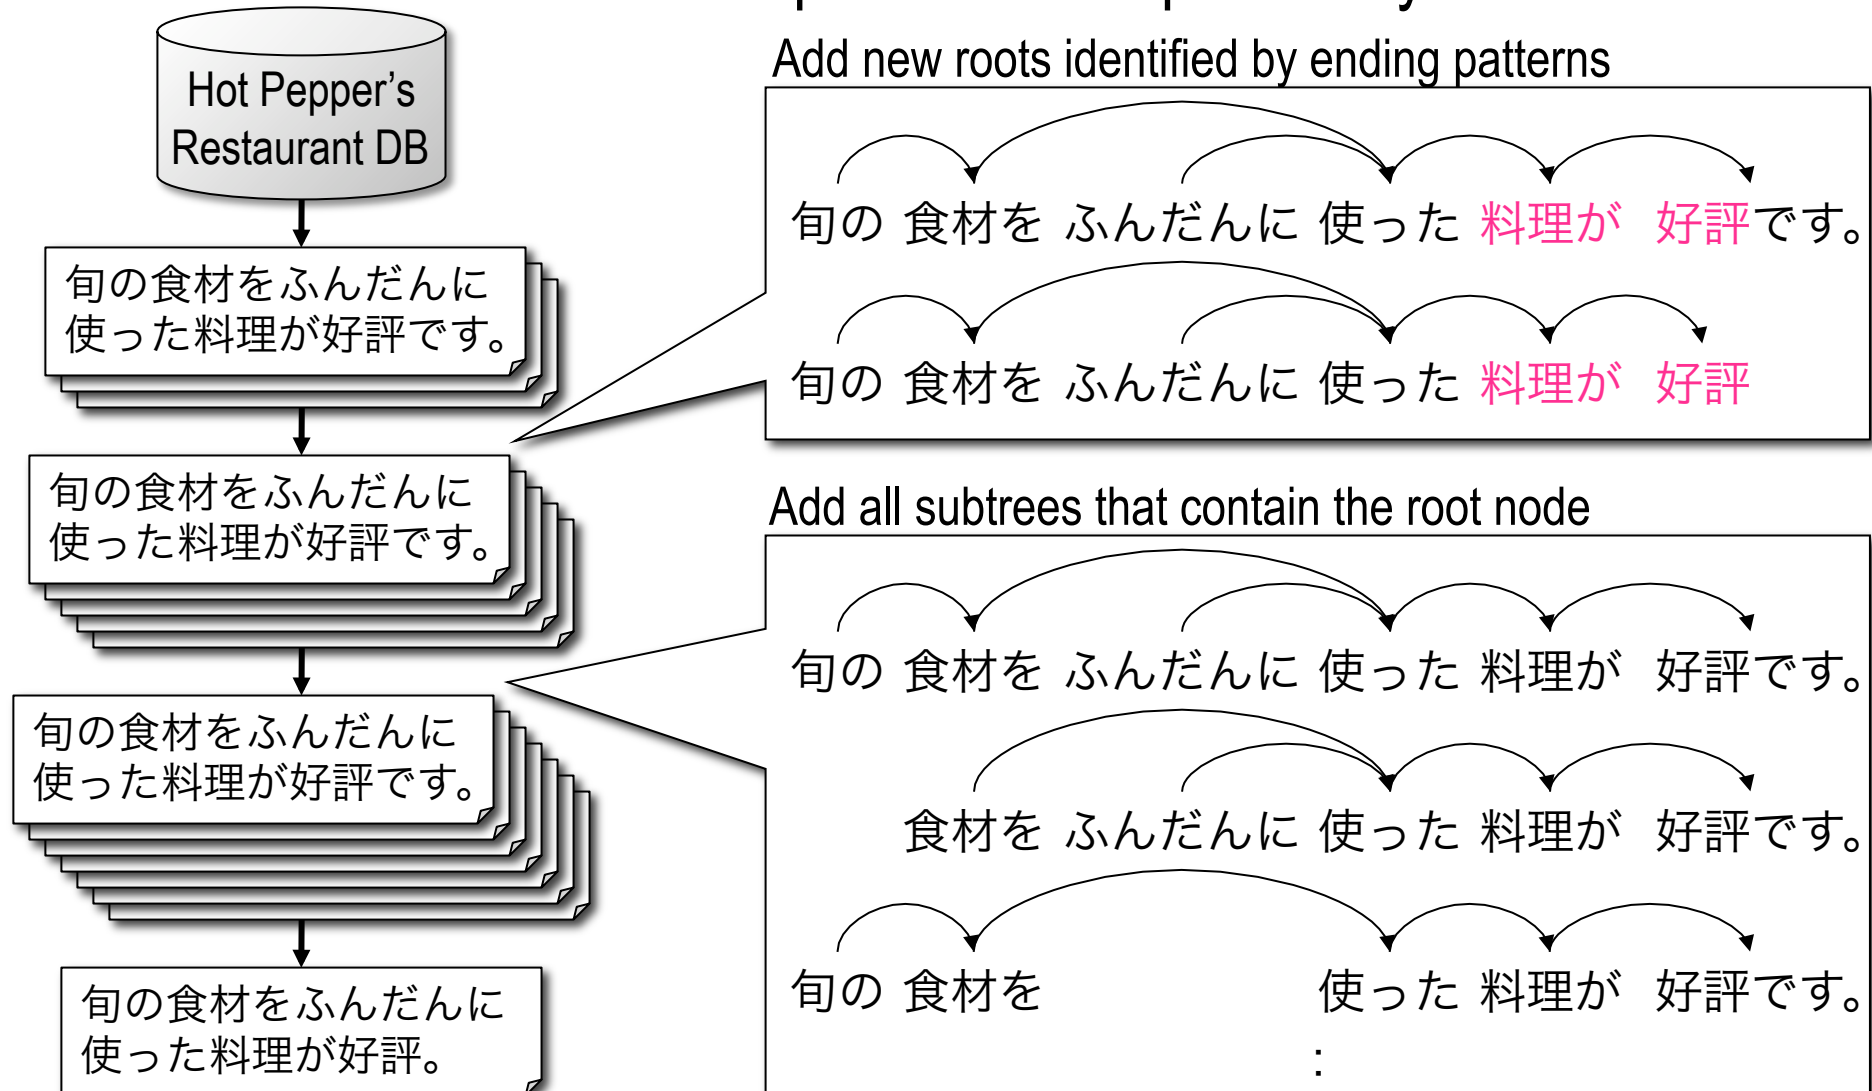 Hot Pepper's
Restaurant DB
旬の食材をふんだんに
使った料理が好評です。
旬の食材をふんだんに
使った料理が好評です。
旬の食材をふんだんに
使った料理が好評です。
旬の食材をふんだんに
使った料理が好評。
Add new roots identified by ending patterns
旬の 食材を ふんだんに 使った 料理が 好評です。
旬の 食材を ふんだんに 使った 料理が 好評
Add all subtrees that contain the root node
旬の 食材を ふんだんに 使った 料理が 好評です。
食材を ふんだんに 使った 料理が 好評です。
旬の 食材を 使った 料理が 好評です。
: